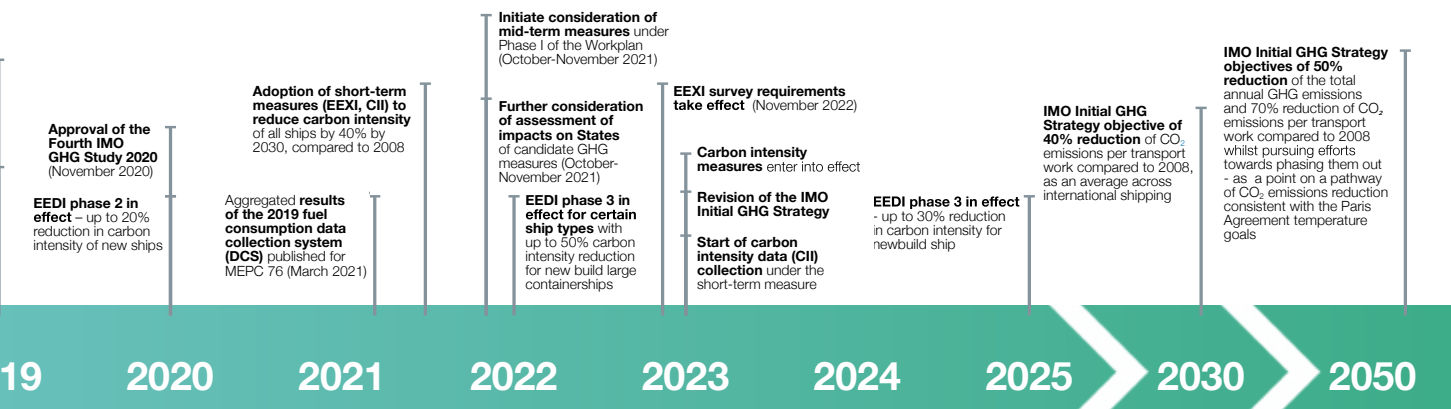 Approval of the
Fourth IMO
GHG Study 2020
(November 2020)
EEDI phase 2 in
effect – up to 20%
reduction in carbon
intensity of new ships
Aggregated results
of the 2019 fuel
consumption data
collection system
(DCS) published for
MEPC 76 (March 2021)
Adoption of short-term
measures (EEXI, CII) to
reduce carbon intensity
of all ships by 40% by
2030, compared to 2008
Initiate consideration of
mid-term measures under
Phase I of the Workplan
(October-November 2021)
Further consideration
of assessment of
impacts on States
of candidate GHG
measures (October-
November 2021)
EEDI phase 3 in
effect for certain
ship types with
up to 50% carbon
intensity reduction
for new build large
containerships
EEXI survey requirements
take effect (November 2022)
Carbon intensity
measures enter into effect
Revision of the IMO
Initial GHG Strategy
Start of carbon
intensity data (CII)
collection under the
short-term measure
EEDI phase 3 in effect
- up to 30% reduction
in carbon intensity for
newbuild ship
IMO Initial GHG
Strategy objective of
40% reduction of CO₂
emissions per transport
work compared to 2008,
as an average across
international shipping
IMO Initial GHG Strategy
objectives of 50%
reduction of the total
annual GHG emissions
and 70% reduction of CO₂
emissions per transport
work compared to 2008
whilst pursuing efforts
towards phasing them out
- as a point on a pathway
of CO₂ emissions reduction
consistent with the Paris
Agreement temperature
goals
19 2020 2021 2022 2023 2024 2025 2030 2050